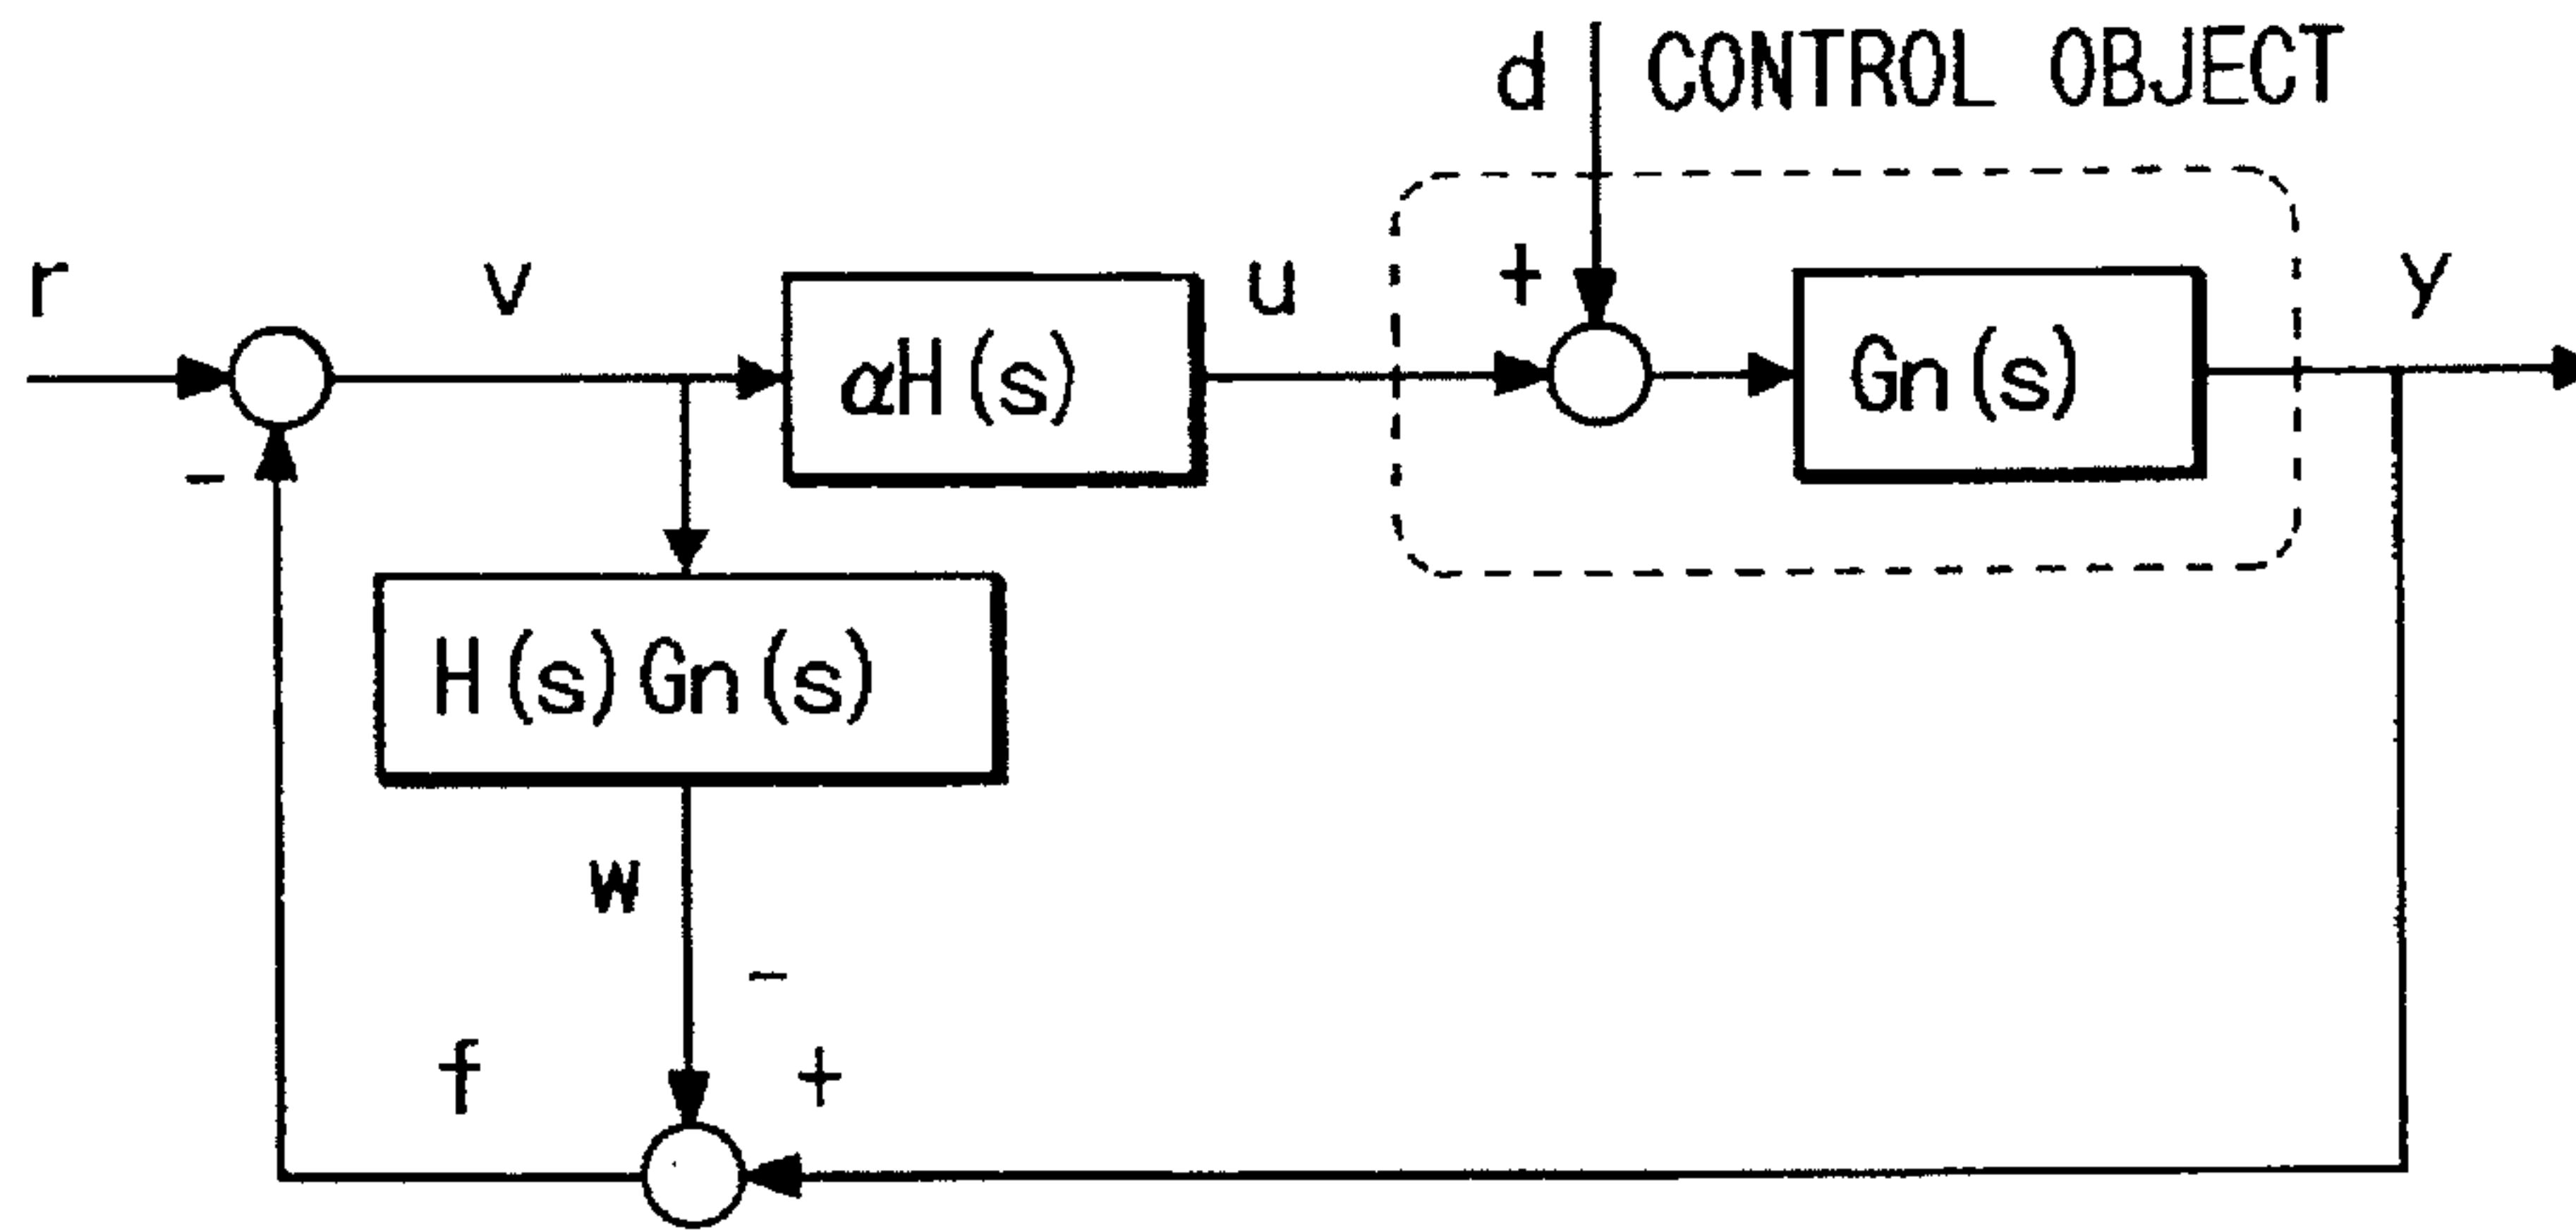 d CONTROL OBJECT
r
v
αH(s)
u
+
Gn(s)
y
-
H(s)Gn(s)
w
-
f
+